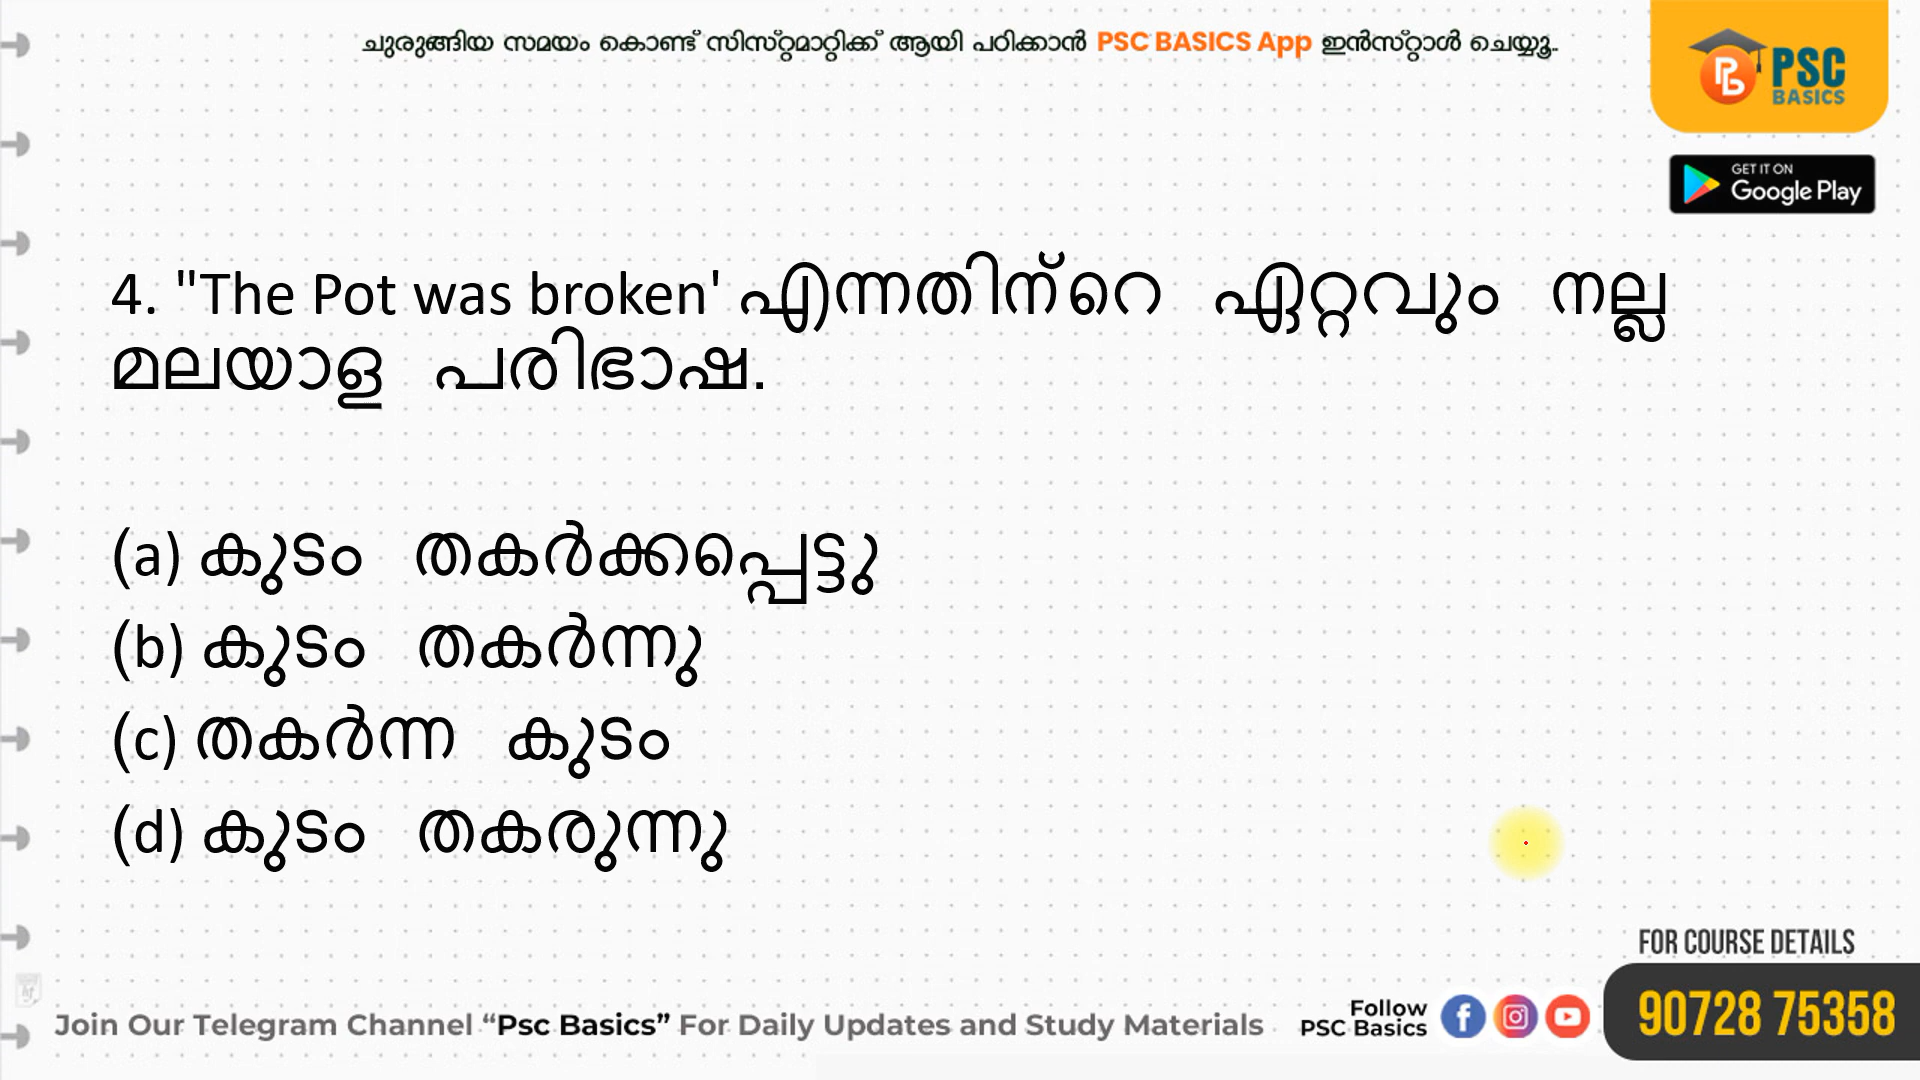 ചുരുങ്ങിയ സമയം കൊണ്ട് സിസ്റ്റമാറ്റിക്ക് ആയി പഠിക്കാൻ PSC BASICS App ഇൻസ്റ്റാൾ ചെയ്യൂ..
PSC
BASICS
GET IT ON
Google Play
4. "The Pot was broken' എന്നതിന്റെ ഏറ്റവും നല്ല
മലയാള പരിഭാഷ.
(a) കുടം തകർക്കപ്പെട്ടു
(b) കുടം തകർന്നു
(c) തകർന്ന കുടം
(d) കുടം തകരുന്നു
FOR COURSE DETAILS
90728 75358
Join Our Telegram Channel “Psc Basics” For Daily Updates and Study Materials
Follow
PSC Basics